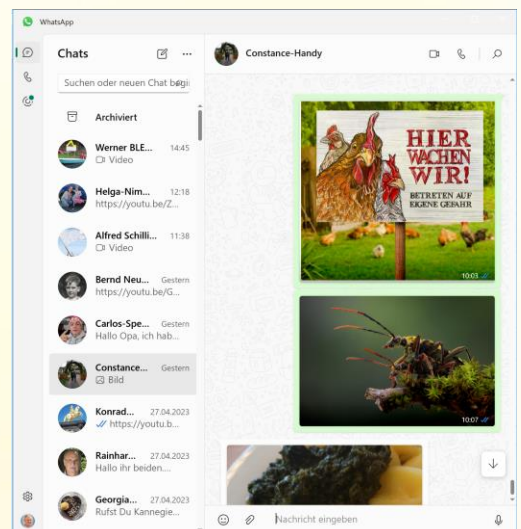 WhatsApp
Chats
Suchen oder neuen Chat begi
Archiviert
Werner BLE... 14:45
Video
Helga-Nim... 12:18
https://youtu.be/Z...
Alfred Schilli... 11:38
Video
Bernd Neu... Gestern
https://youtu.be/G...
Carlos-Spe... Gestern
Hallo Opa, ich hab...
Constance... Gestern
Bild
Konrad... 27.04.2023
https://youtu.b...
Rainhar... 27.04.2023
Hallo ihr beiden....
Georgia... 27.04.2023
Rufst Du Kannegie...
Constance-Handy
HIER
WACHEN
WIR!
BETRETEN AUF
EIGENE GEFAHR
10:03
10:07
Nachricht eingeben